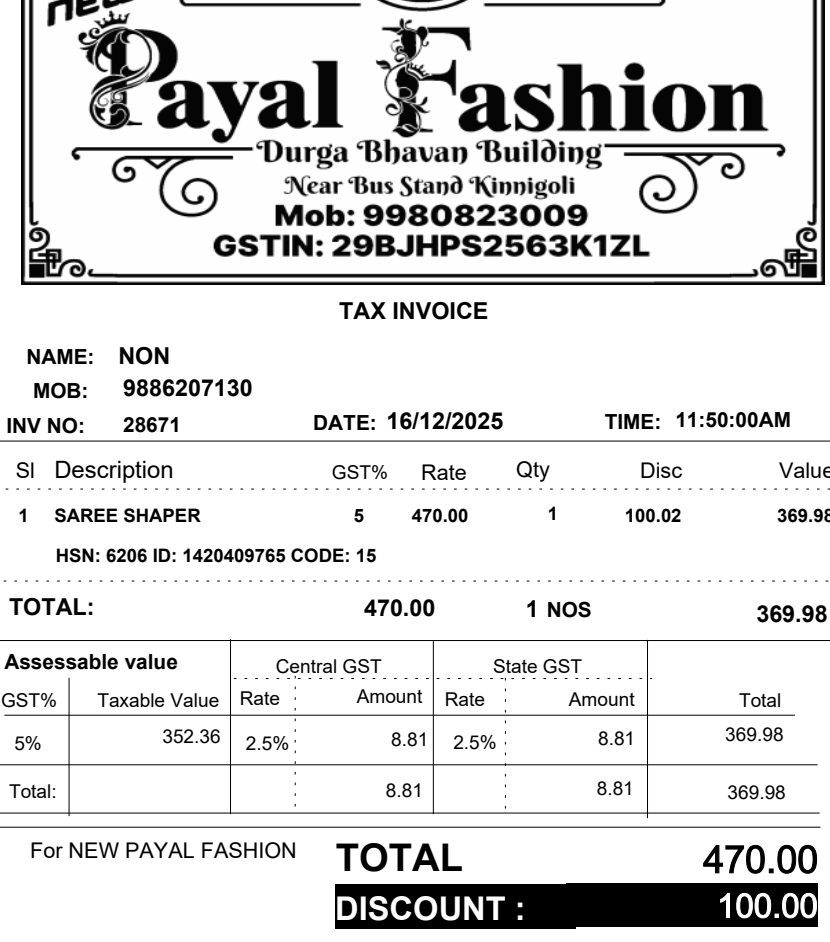 new
Payal Fashion
Durga Bhavan Building
Near Bus Stand Kinnigoli
Mob: 9980823009
GSTIN: 29BJHPS2563K1ZL
TAX INVOICE
NAME: NON
MOB: 9886207130
INV NO: 28671 DATE: 16/12/2025 TIME: 11:50:00AM
Sl Description GST% Rate Qty Disc Value
1 SAREE SHAPER 5 470.00 1 100.02 369.98
HSN: 6206 ID: 1420409765 CODE: 15
TOTAL: 470.00 1 NOS 369.98
Assessable value Central GST State GST
GST% Taxable Value Rate Amount Rate Amount Total
5% 352.36 2.5% 8.81 2.5% 8.81 369.98
Total: 8.81 8.81 369.98
For NEW PAYAL FASHION TOTAL 470.00
DISCOUNT : 100.00